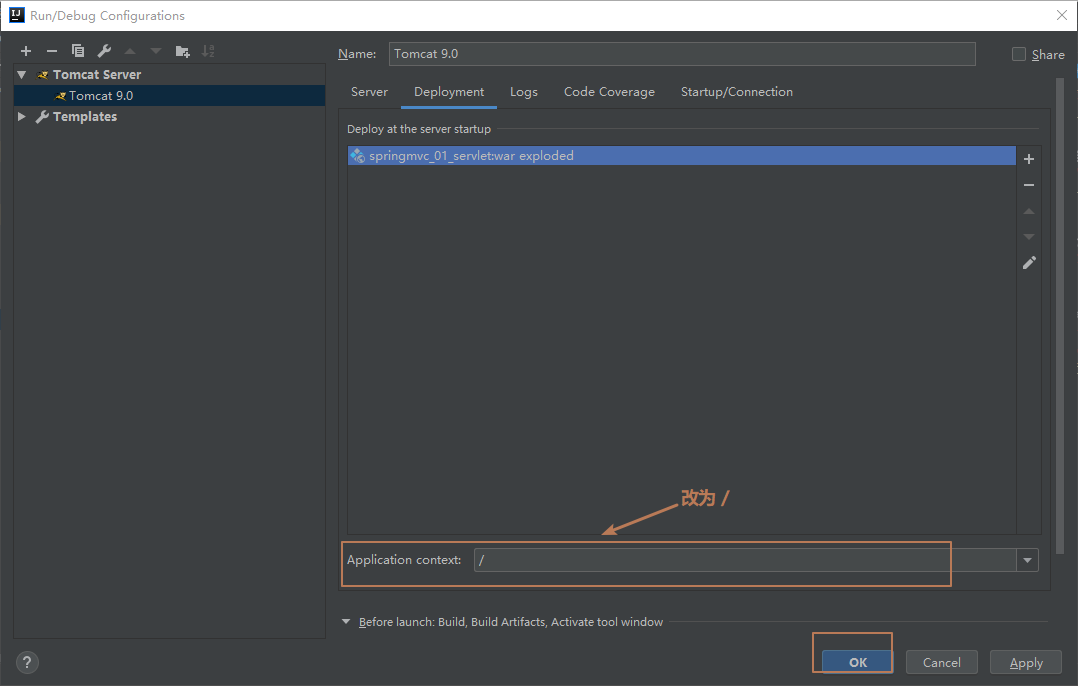 Run/Debug Configurations
Name: Tomcat 9.0
Share
Tomcat Server
Tomcat 9.0
Templates
Server Deployment Logs Code Coverage Startup/Connection
Deploy at the server startup
springmvc_01_servlet:war exploded
改为 /
Application context: /
Before launch: Build, Build Artifacts, Activate tool window
? OK Cancel Apply